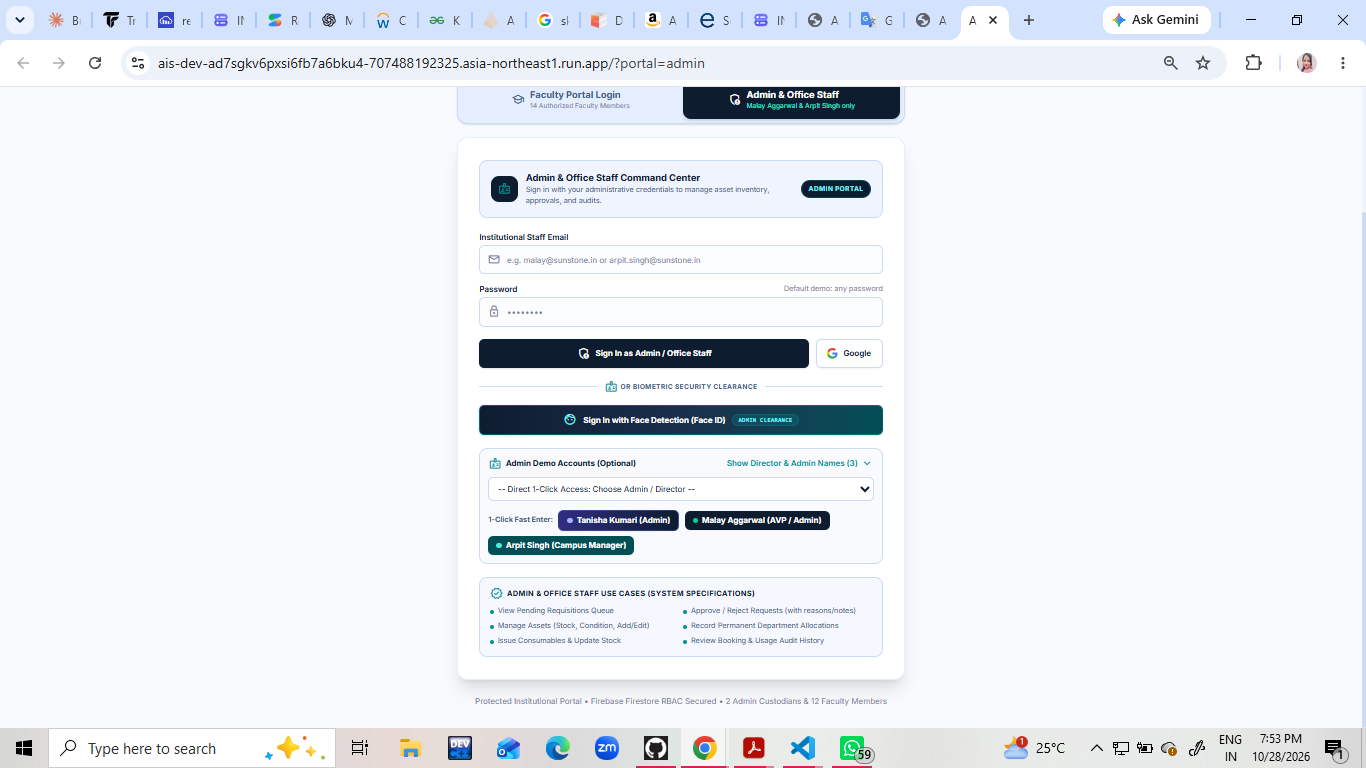 Ask Gemini
ais-dev-ad7sgkv6pxsi6fb7a6bku4-707488192325.asia-northeast1.run.app/?portal=admin
Faculty Portal Login
14 Authorized Faculty Members
Admin & Office Staff
Malay Aggarwal & Arpit Singh only
Admin & Office Staff Command Center
Sign in with your administrative credentials to manage asset inventory,
approvals, and audits.
ADMIN PORTAL
Institutional Staff Email
e.g. malay@sunstone.in or arpit.singh@sunstone.in
Password
Default demo: any password
••••••••
Sign In as Admin / Office Staff
Google
OR BIOMETRIC SECURITY CLEARANCE
Sign In with Face Detection (Face ID)
ADMIN CLEARANCE
Admin Demo Accounts (Optional)
Show Director & Admin Names (3)
-- Direct 1-Click Access: Choose Admin / Director --
1-Click Fast Enter:
Tanisha Kumari (Admin)
Malay Aggarwal (AVP / Admin)
Arpit Singh (Campus Manager)
ADMIN & OFFICE STAFF USE CASES (SYSTEM SPECIFICATIONS)
• View Pending Requisitions Queue
• Approve / Reject Requests (with reasons/notes)
• Manage Assets (Stock, Condition, Add/Edit)
• Record Permanent Department Allocations
• Issue Consumables & Update Stock
• Review Booking & Usage Audit History
Protected Institutional Portal • Firebase Firestore RBAC Secured • 2 Admin Custodians & 12 Faculty Members
Type here to search
DEV
zm
59
1
25°C
ENG
IN
7:53 PM
10/28/2026
1